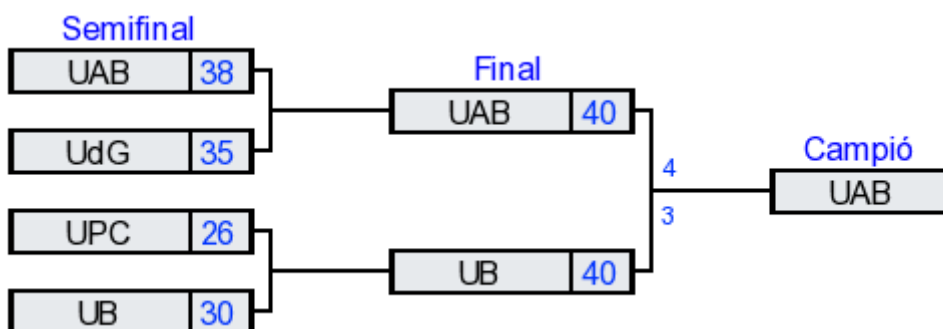 Semifinal
UAB 38
UdG 35
UPC 26
UB 30
Final
UAB 40
UB 40
4
3
Campió
UAB